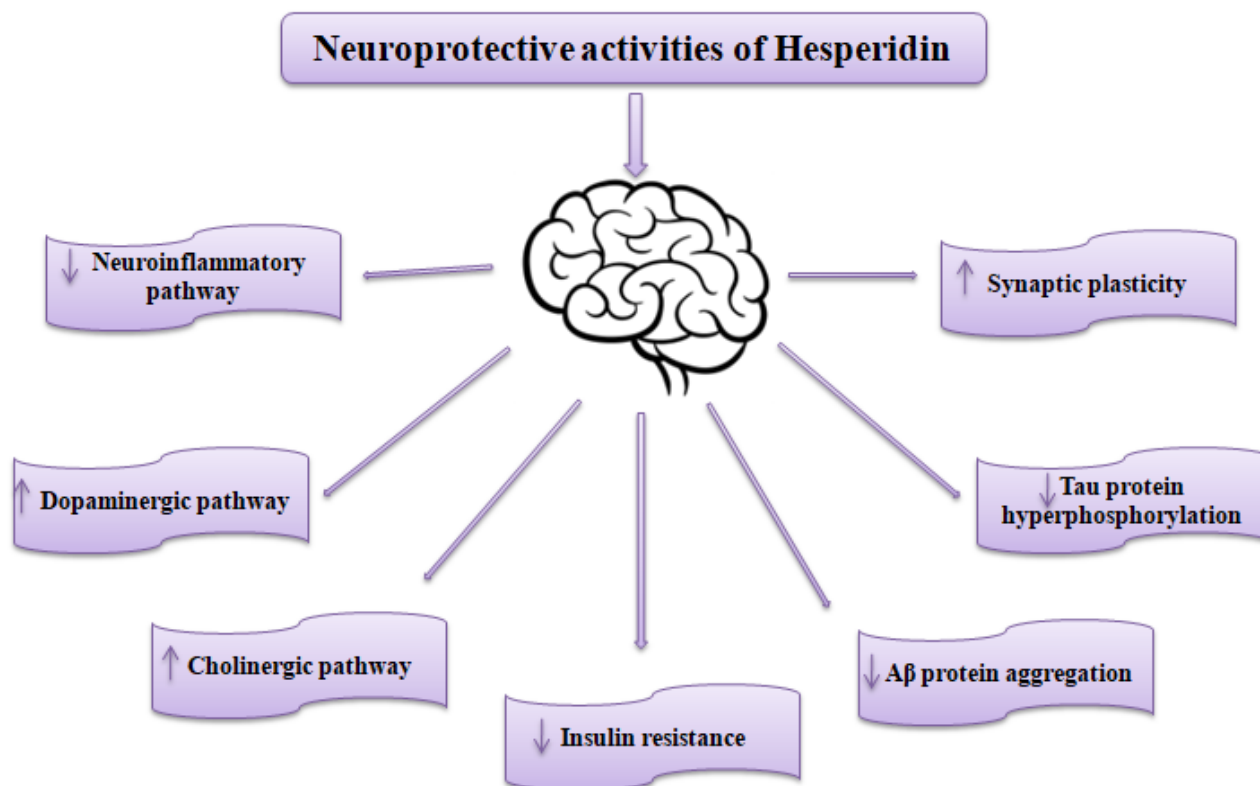 Neuroprotective activities of Hesperidin
↓ Neuroinflammatory
pathway
↑ Synaptic plasticity
↑ Dopaminergic pathway
↓ Tau protein
hyperphosphorylation
↑ Cholinergic pathway
↓ Aβ protein aggregation
↓ Insulin resistance